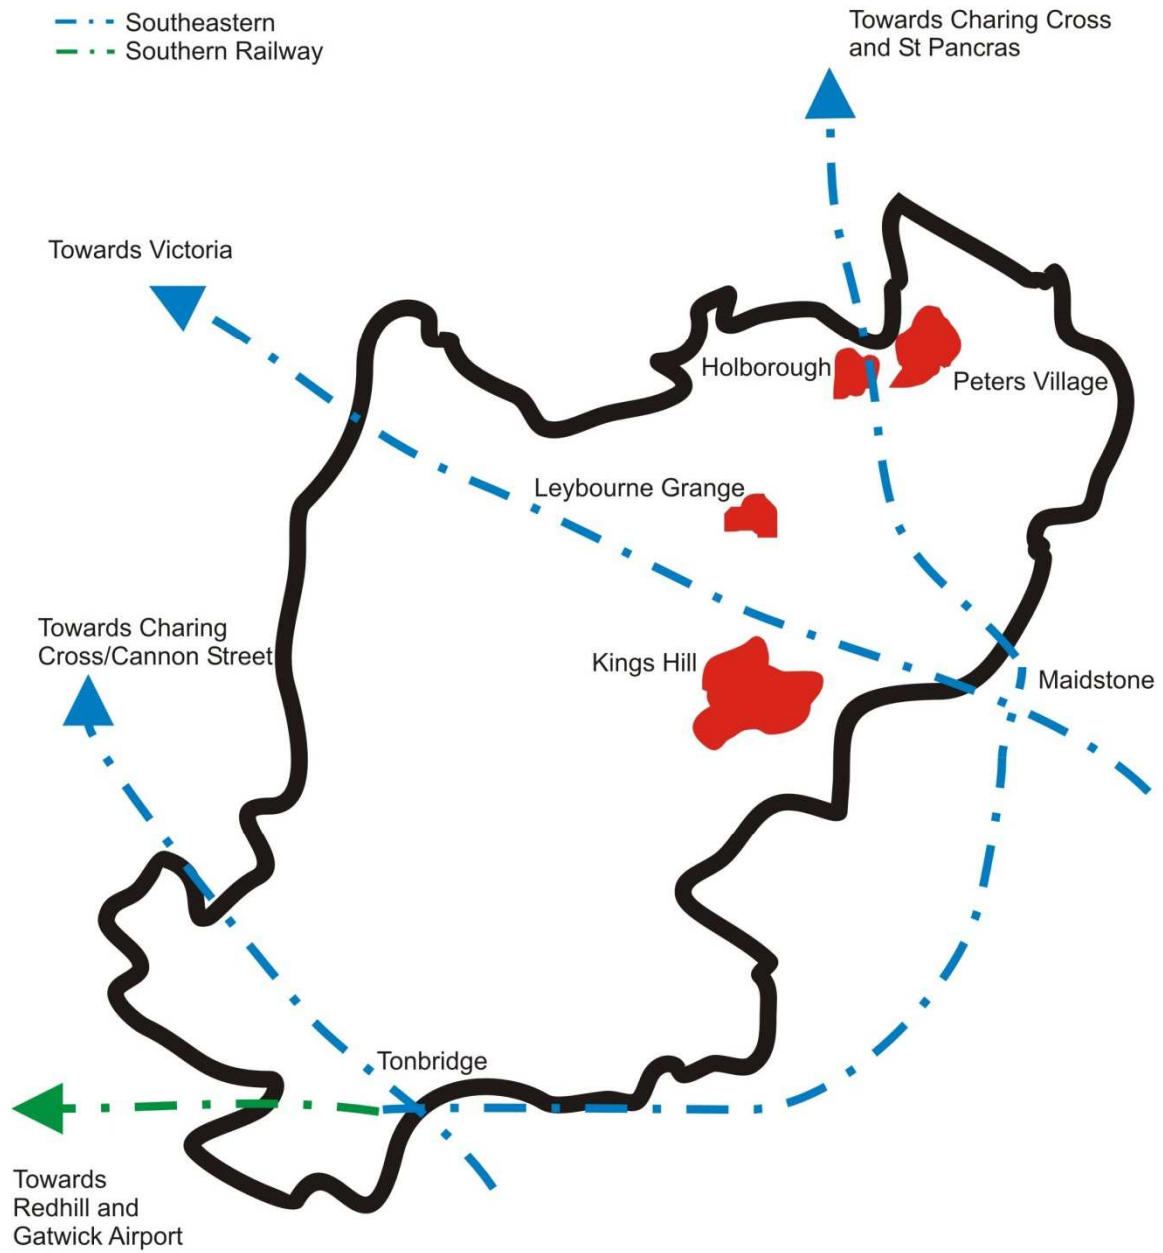 Southeastern
Southern Railway
Towards Charing Cross
and St Pancras
Towards Victoria
Holborough
Peters Village
Leybourne Grange
Towards Charing
Cross/Cannon Street
Kings Hill
Maidstone
Tonbridge
Towards
Redhill and
Gatwick Airport